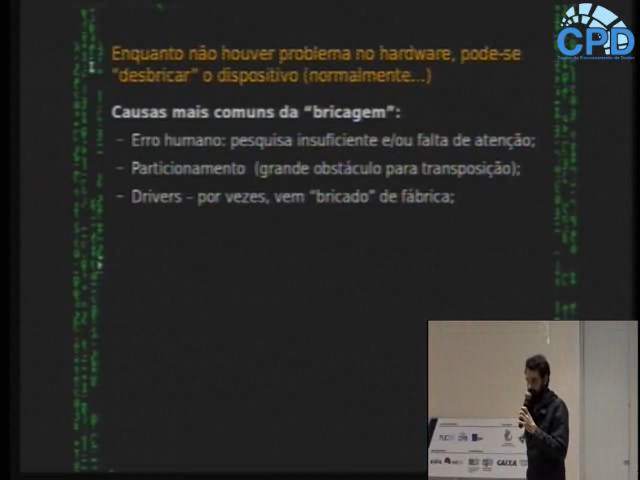 Enquanto não houver problema no hardware, pode-se
"desbricar" o dispositivo (normalmente...)
Causas mais comuns da "bricagem":
– Erro humano: pesquisa insuficiente e/ou falta de atenção;
– Particionamento (grande obstáculo para transposição);
– Drivers – por vezes, vem "bricado" de fábrica;
CPD
CAIXA